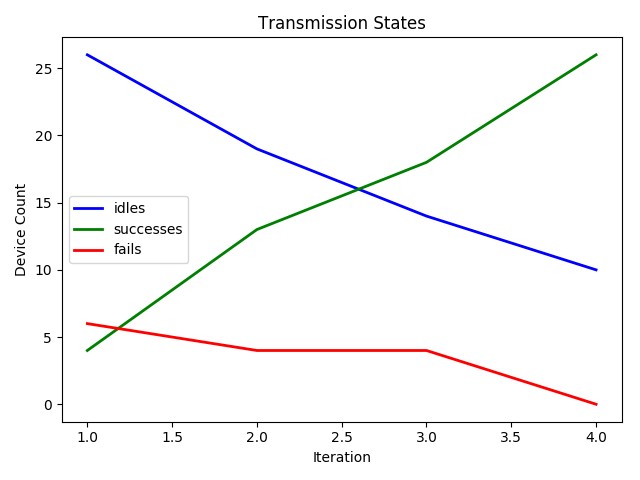 Transmission States
Device Count
25
20
15
10
5
0
idles
successes
fails
1.0 1.5 2.0 2.5 3.0 3.5 4.0
Iteration